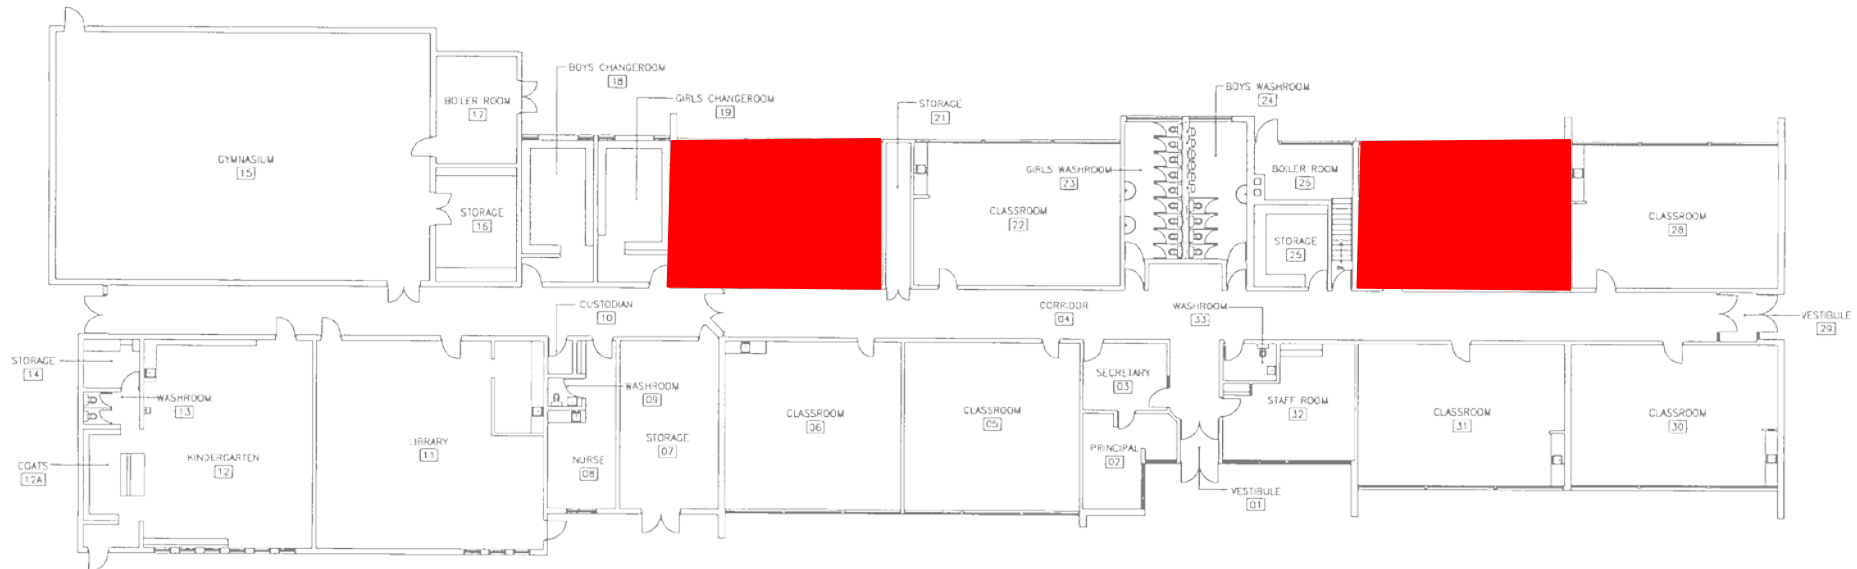 BOYS CHANGEROOM
18
GIRLS CHANGEROOM
19
BOILER ROOM
17
GYMNASIUM
15
STORAGE
16
STORAGE
21
CLASSROOM
22
BOYS WASHROOM
24
GIRLS WASHROOM
23
BOILER ROOM
26
STORAGE
25
CLASSROOM
28
CUSTODIAN
10
CORRIDOR
04
WASHROOM
33
VESTIBULE
29
STORAGE
14
WASHROOM
13
KINDERGARTEN
12
COATS
12A
LIBRARY
11
WASHROOM
09
NURSE
08
STORAGE
07
CLASSROOM
06
CLASSROOM
05
SECRETARY
03
PRINCIPAL
02
VESTIBULE
01
STAFF ROOM
32
CLASSROOM
31
CLASSROOM
30